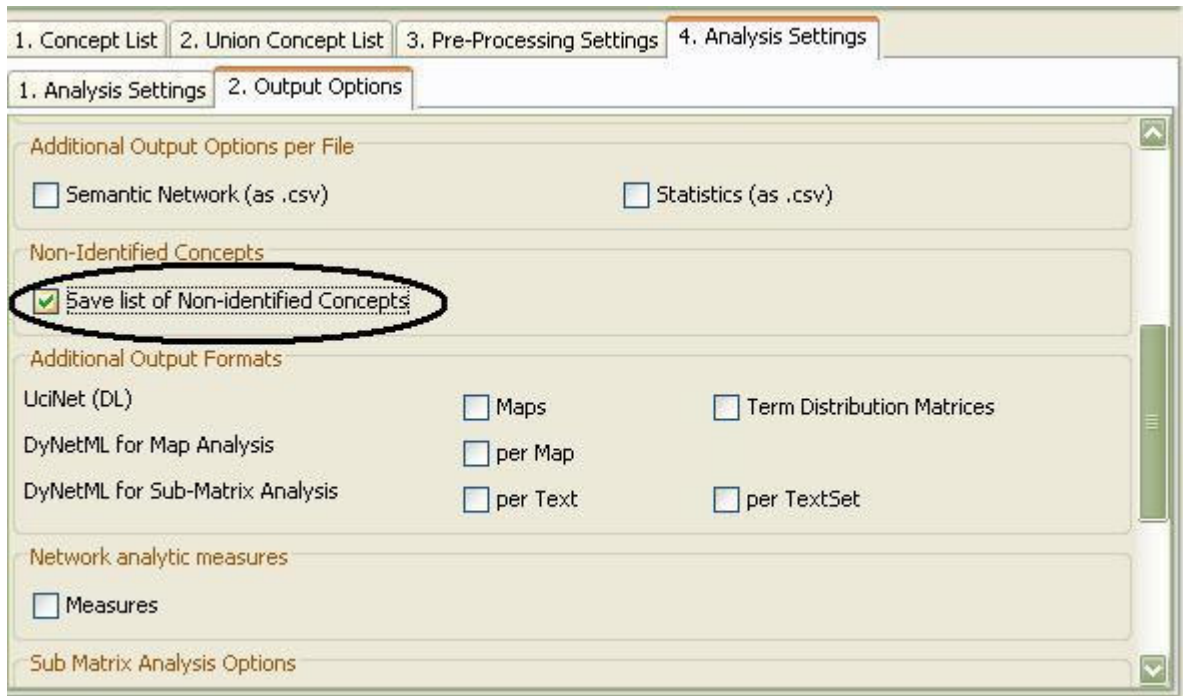 1. Concept List 2. Union Concept List 3. Pre-Processing Settings 4. Analysis Settings
1. Analysis Settings 2. Output Options
Additional Output Options per File
Semantic Network (as .csv) Statistics (as .csv)
Non-Identified Concepts
Save list of Non-identified Concepts
Additional Output Formats
UciNet (DL) Maps Term Distribution Matrices
DyNetML for Map Analysis per Map
DyNetML for Sub-Matrix Analysis per Text per TextSet
Network analytic measures
Measures
Sub Matrix Analysis Options